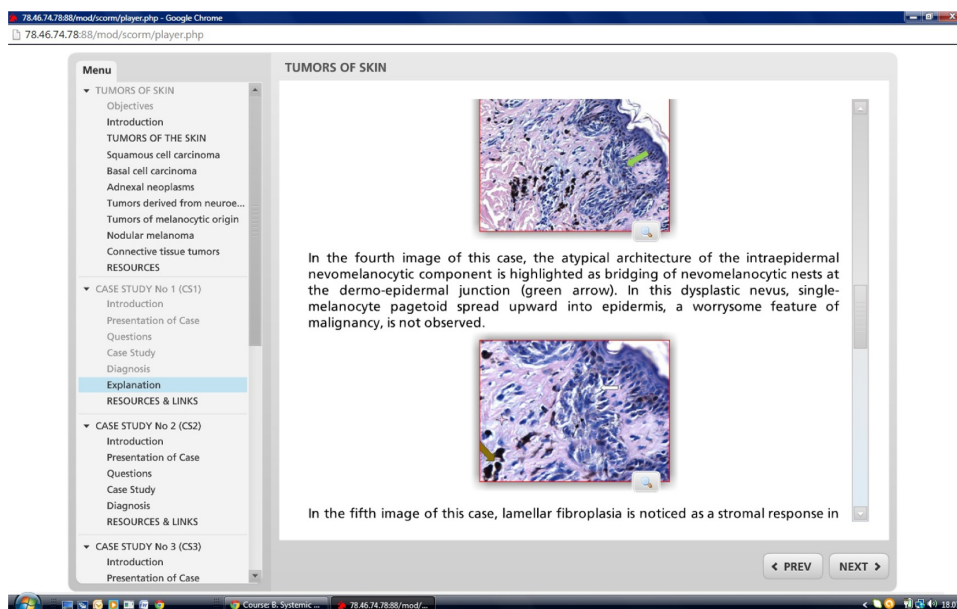 78.46.74.78:88/mod/scorm/player.php - Google Chrome
78.46.74.78:88/mod/scorm/player.php
Menu
TUMORS OF SKIN
Objectives
Introduction
TUMORS OF THE SKIN
Squamous cell carcinoma
Basal cell carcinoma
Adnexal neoplasms
Tumors derived from neuroe...
Tumors of melanocytic origin
Nodular melanoma
Connective tissue tumors
RESOURCES
CASE STUDY No 1 (CS1)
Introduction
Presentation of Case
Questions
Case Study
Diagnosis
Explanation
RESOURCES & LINKS
CASE STUDY No 2 (CS2)
Introduction
Presentation of Case
Questions
Case Study
Diagnosis
RESOURCES & LINKS
CASE STUDY No 3 (CS3)
Introduction
Presentation of Case
TUMORS OF SKIN
In the fourth image of this case, the atypical architecture of the intraepidermal
nevomelanocytic component is highlighted as bridging of nevomelanocytic nests at
the dermo-epidermal junction (green arrow). In this dysplastic nevus, single-
melanocyte pagetoid spread upward into epidermis, a worrysome feature of
malignancy, is not observed.
In the fifth image of this case, lamellar fibroplasia is noticed as a stromal response in
PREV
NEXT
Course: B. Systemic ...
78.46.74.78:88/mod/...